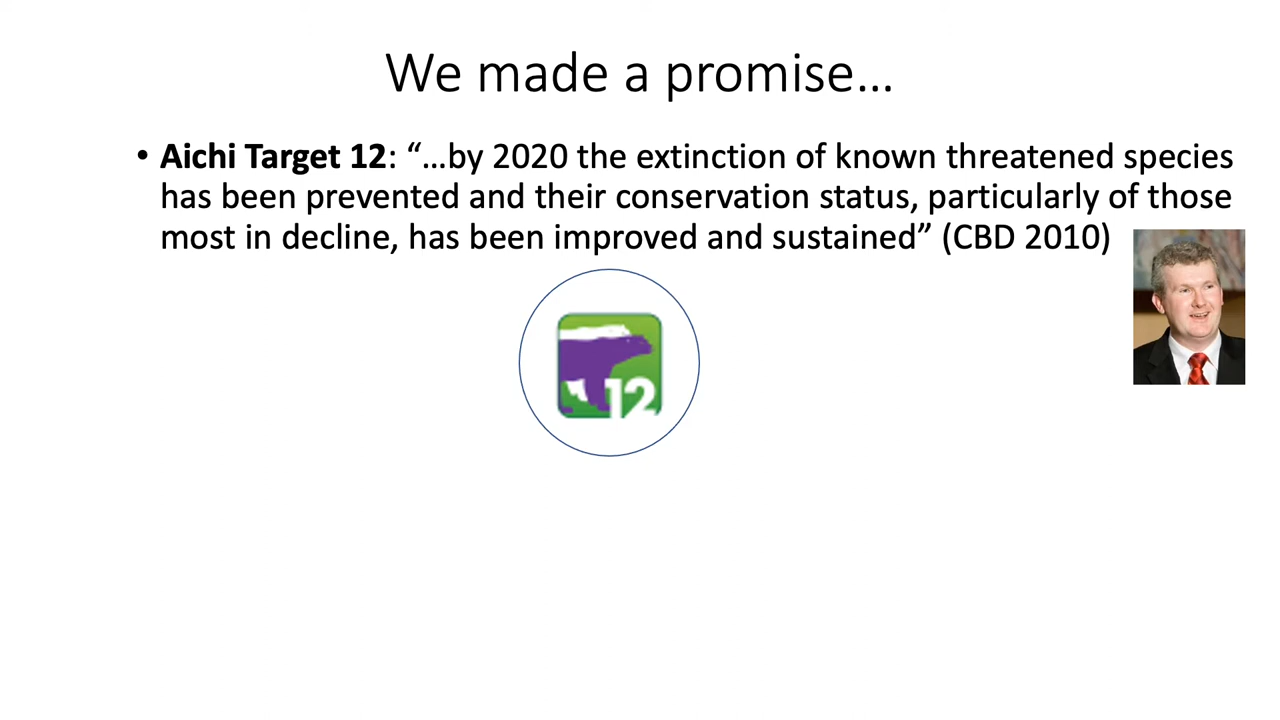 We made a promise…
• Aichi Target 12: “…by 2020 the extinction of known threatened species
has been prevented and their conservation status, particularly of those
most in decline, has been improved and sustained” (CBD 2010)
12